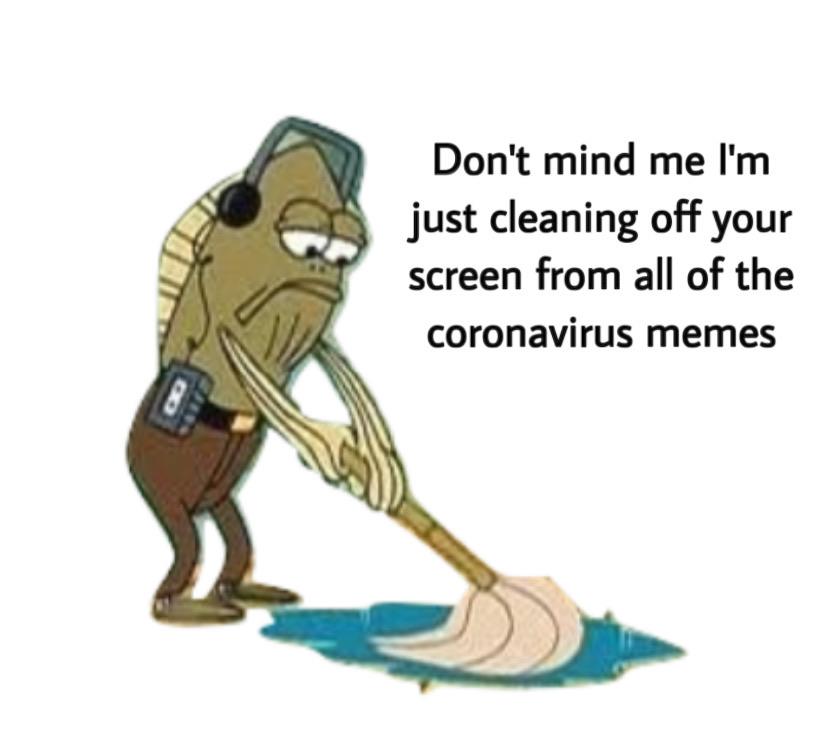 Don't mind me I'm
just cleaning off your
screen from all of the
coronavirus memes